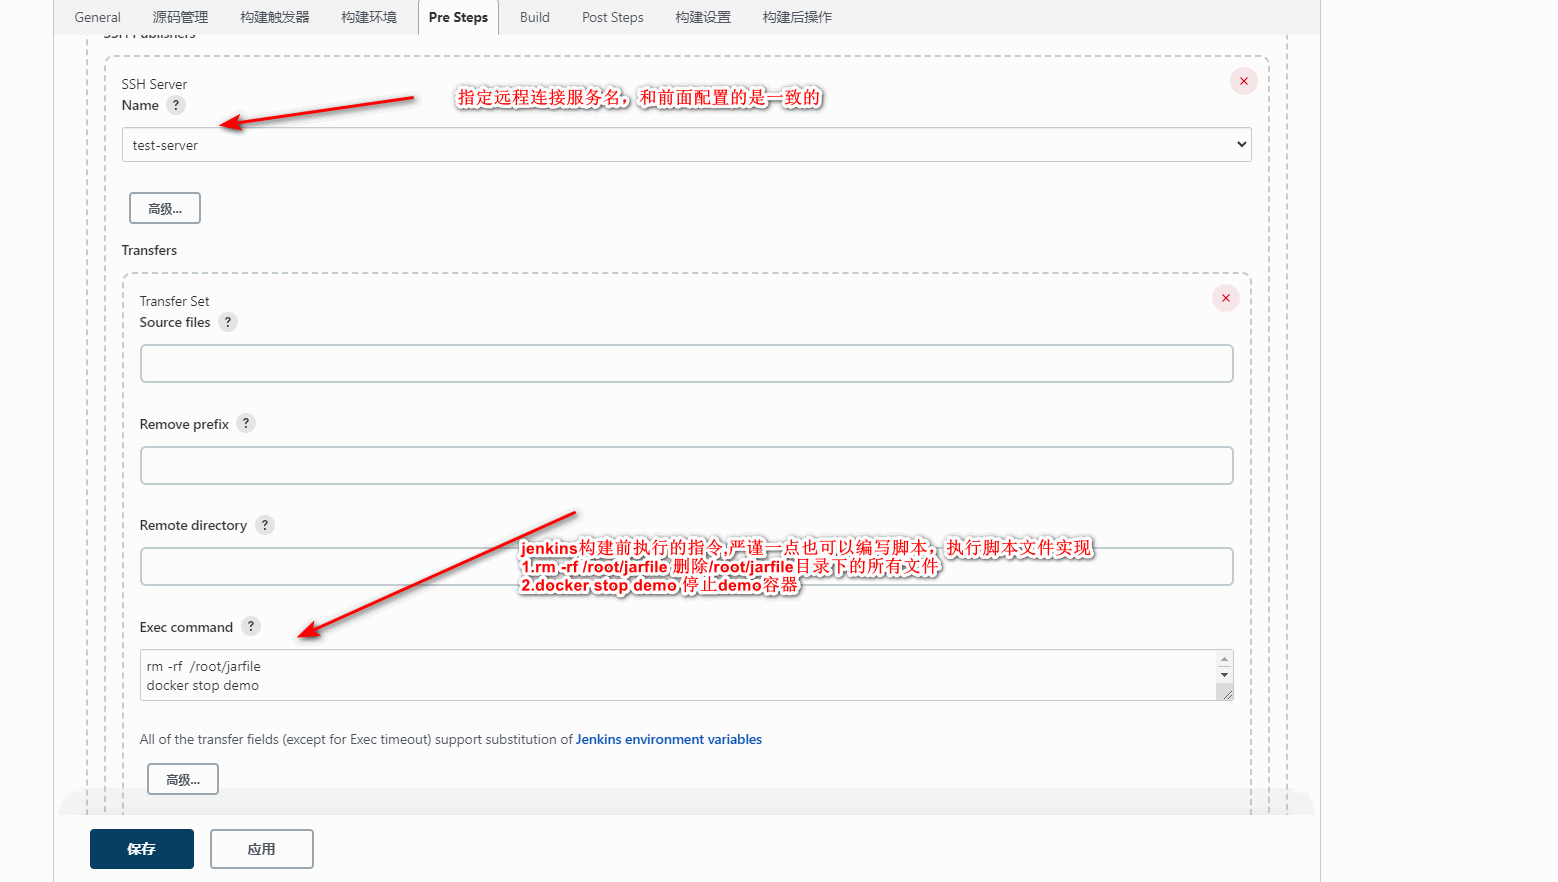 General 源码管理 构建触发器 构建环境 Pre Steps Build Post Steps 构建设置 构建后操作
SSH Publishers
SSH Server
Name ?
指定远程连接服务名，和前面配置的是一致的
test-server
高级...
Transfers
Transfer Set
Source files ?
Remove prefix ?
Remote directory ?
jenkins构建前执行的指令,严谨一点也可以编写脚本，执行脚本文件实现
1.rm -rf /root/jarfile 删除/root/jarfile目录下的所有文件
2.docker stop demo 停止demo容器
Exec command ?
rm -rf  /root/jarfile
docker stop demo
All of the transfer fields (except for Exec timeout) support substitution of Jenkins environment variables
高级...
保存 应用